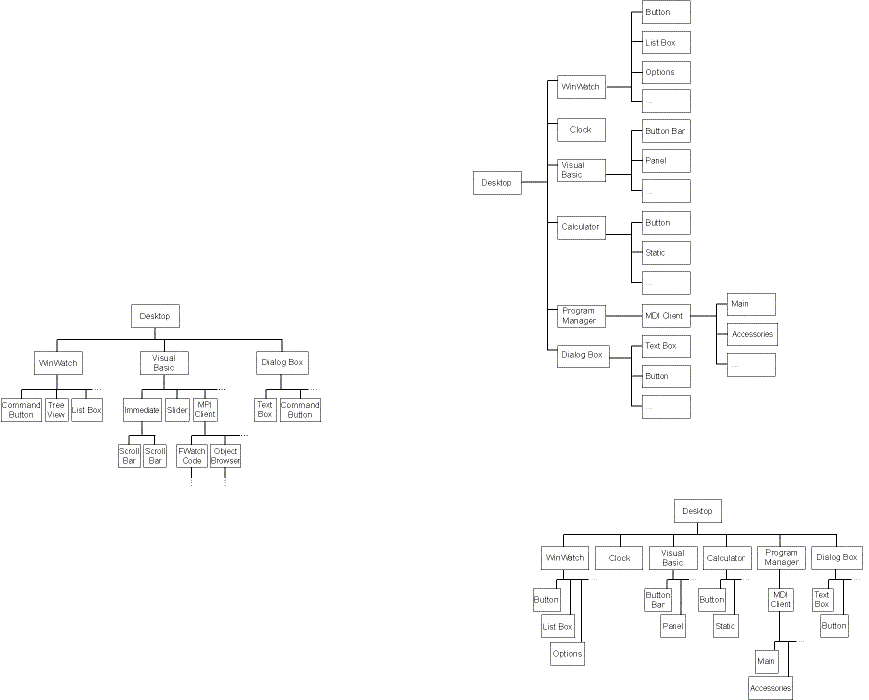 Desktop
WinWatch
Visual
Basic
Dialog Box
Command
Button
Tree
View
List Box
Immediate
Slider
MPI
Client
Text
Box
Command
Button
Scroll
Bar
Scroll
Bar
FWatch
Code
Object
Browser
Desktop
WinWatch
Button
List Box
Options
...
Clock
Visual
Basic
Button Bar
Panel
...
Calculator
Button
Static
...
Program
Manager
MDI Client
Main
Accessories
...
Dialog Box
Text Box
Button
...
Desktop
WinWatch
Clock
Visual
Basic
Calculator
Program
Manager
Dialog Box
Button
List Box
Options
Button
Bar
Panel
Button
Static
MDI
Client
Main
Accessories
Text
Box
Button